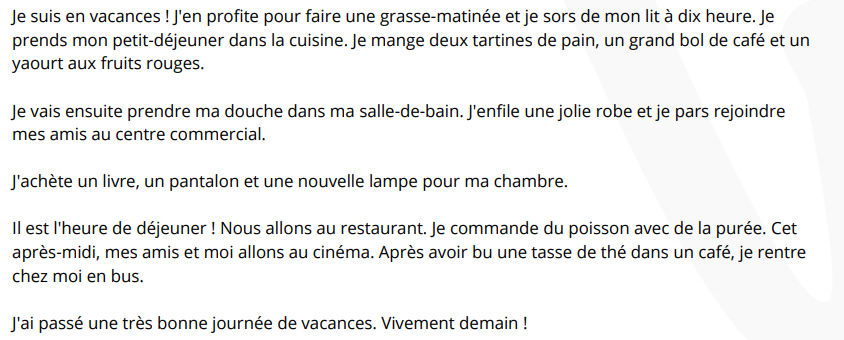 Je suis en vacances ! J'en profite pour faire une grasse-matinée et je sors de mon lit à dix heure. Je
prends mon petit-déjeuner dans la cuisine. Je mange deux tartines de pain, un grand bol de café et un
yaourt aux fruits rouges.
Je vais ensuite prendre ma douche dans ma salle-de-bain. J'enfile une jolie robe et je pars rejoindre
mes amis au centre commercial.
J'achète un livre, un pantalon et une nouvelle lampe pour ma chambre.
Il est l'heure de déjeuner ! Nous allons au restaurant. Je commande du poisson avec de la purée. Cet
après-midi, mes amis et moi allons au cinéma. Après avoir bu une tasse de thé dans un café, je rentre
chez moi en bus.
J'ai passé une très bonne journée de vacances. Vivement demain !